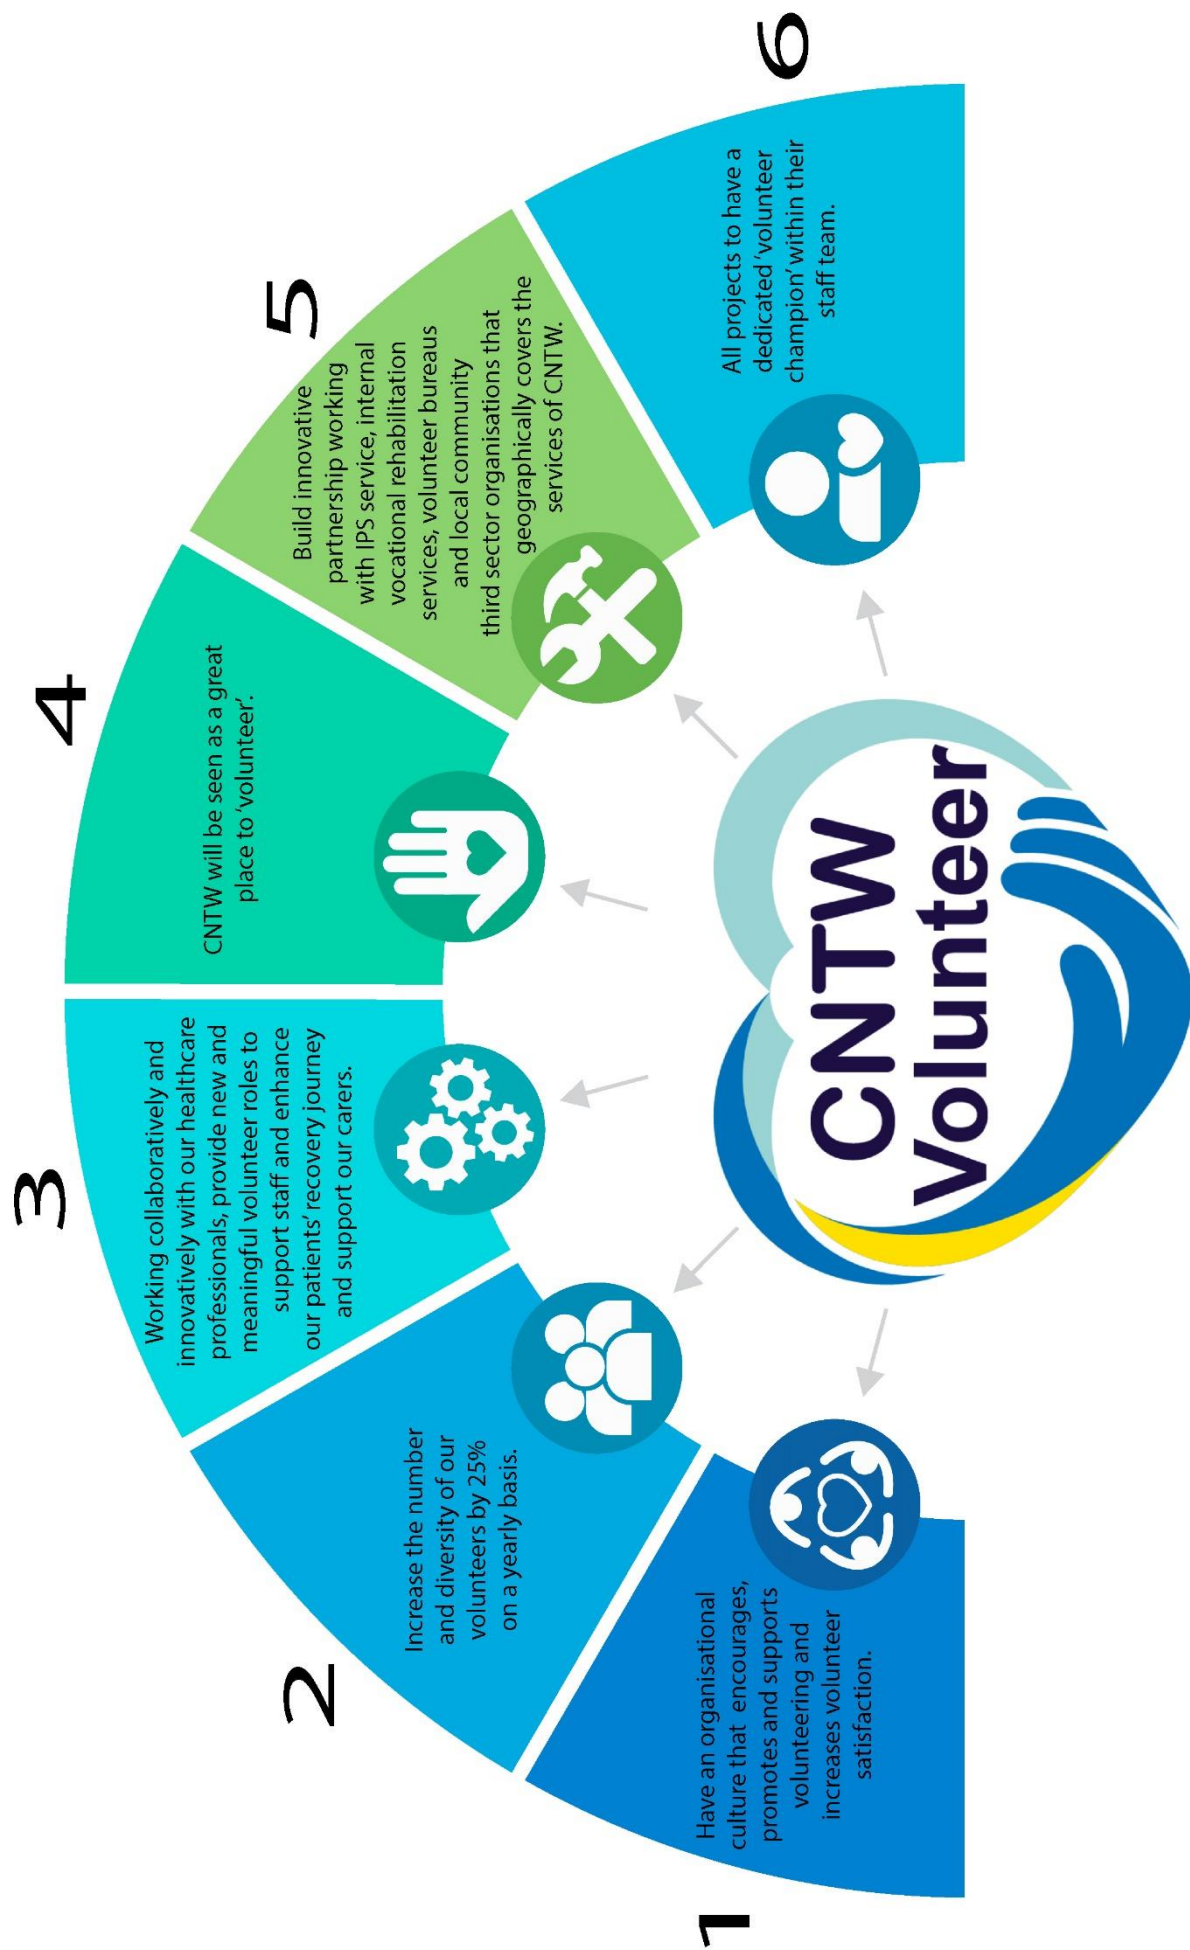 1
Have an organisational
culture that encourages,
promotes and supports
volunteering and
increases volunteer
satisfaction.
2
Increase the number
and diversity of our
volunteers by 25%
on a yearly basis.
3
Working collaboratively and
innovatively with our healthcare
professionals, provide new and
meaningful volunteer roles to
support staff and enhance
our patients' recovery journey
and support our carers.
4
CNTW will be seen as a great
place to 'volunteer'.
5
Build innovative
partnership working
with IPS service, internal
vocational rehabilitation
services, volunteer bureaus
and local community
third sector organisations that
geographically covers the
services of CNTW.
6
All projects to have a
dedicated 'volunteer
champion' within their
staff team.
CNTW
Volunteer